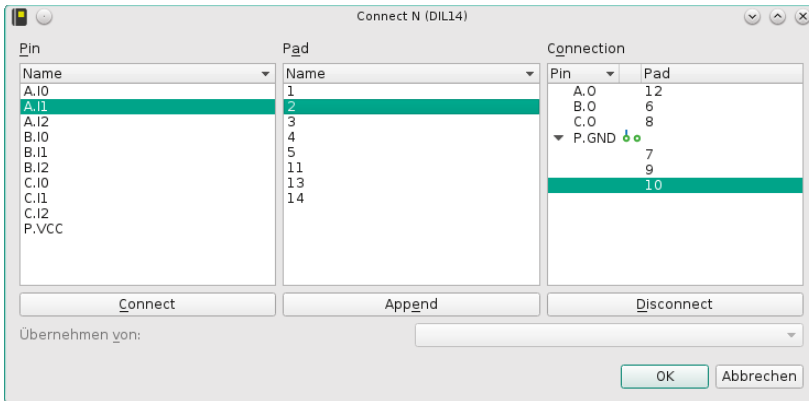 Connect N (DIL14)
Pin
Name
A.I0
A.I1
A.I2
B.I0
B.I1
B.I2
C.I0
C.I1
C.I2
P.VCC
Connect
Pad
Name
1
2
3
4
5
11
13
14
Append
Connection
Pin Pad
A.O 12
B.O 6
C.O 8
P.GND
7
9
10
Disconnect
Übernehmen von:
OK Abbrechen